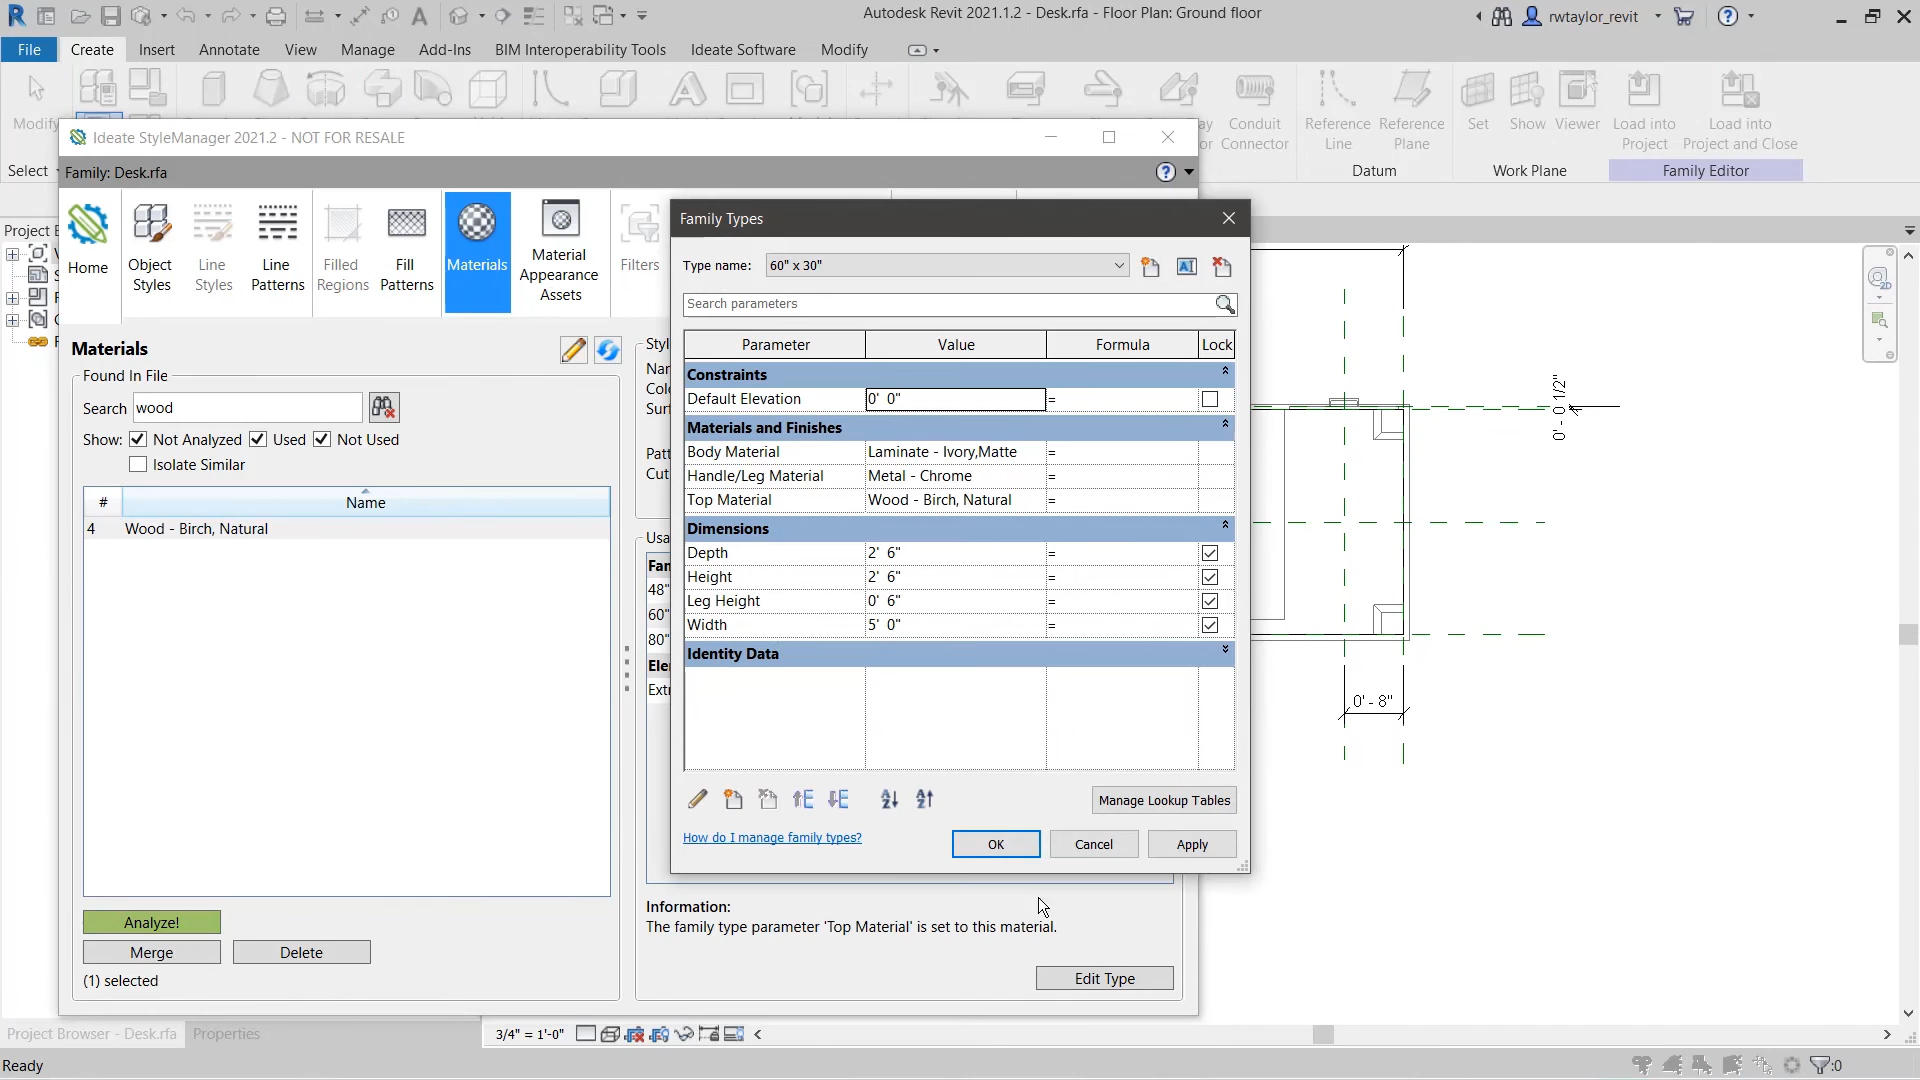 Autodesk Revit 2021.1.2 - Desk.rfa - Floor Plan: Ground floor
rwtaylor_revit
File Create Insert Annotate View Manage Add-Ins BIM Interoperability Tools Ideate Software Modify
Modify
Conduit
Connector
Reference
Line
Reference
Plane
Set Show Viewer
Load into
Project
Load into
Project and Close
Select
Datum
Work Plane
Family Editor
Ideate StyleManager 2021.2 - NOT FOR RESALE
Family: Desk.rfa
Home
Object
Styles
Line
Styles
Line
Patterns
Filled
Regions
Fill
Patterns
Materials
Material
Appearance
Assets
Filters
Materials
Found In File
Search wood
Show: Not Analyzed Used Not Used
Isolate Similar
# Name
4 Wood - Birch, Natural
Analyze!
Merge Delete
(1) selected
48"
60"
80"
Family Types
Type name: 60" x 30"
Search parameters
Parameter Value Formula Lock
Constraints
Default Elevation 0' 0" =
Materials and Finishes
Body Material Laminate - Ivory,Matte =
Handle/Leg Material Metal - Chrome =
Top Material Wood - Birch, Natural =
Dimensions
Depth 2' 6" =
Height 2' 6" =
Leg Height 0' 6" =
Width 5' 0" =
Identity Data
Manage Lookup Tables
How do I manage family types?
OK Cancel Apply
Information:
The family type parameter 'Top Material' is set to this material.
Edit Type
0' - 0 1/2"
0' - 8"
Project Browser - Desk.rfa Properties
3/4" = 1'-0"
Ready
:0